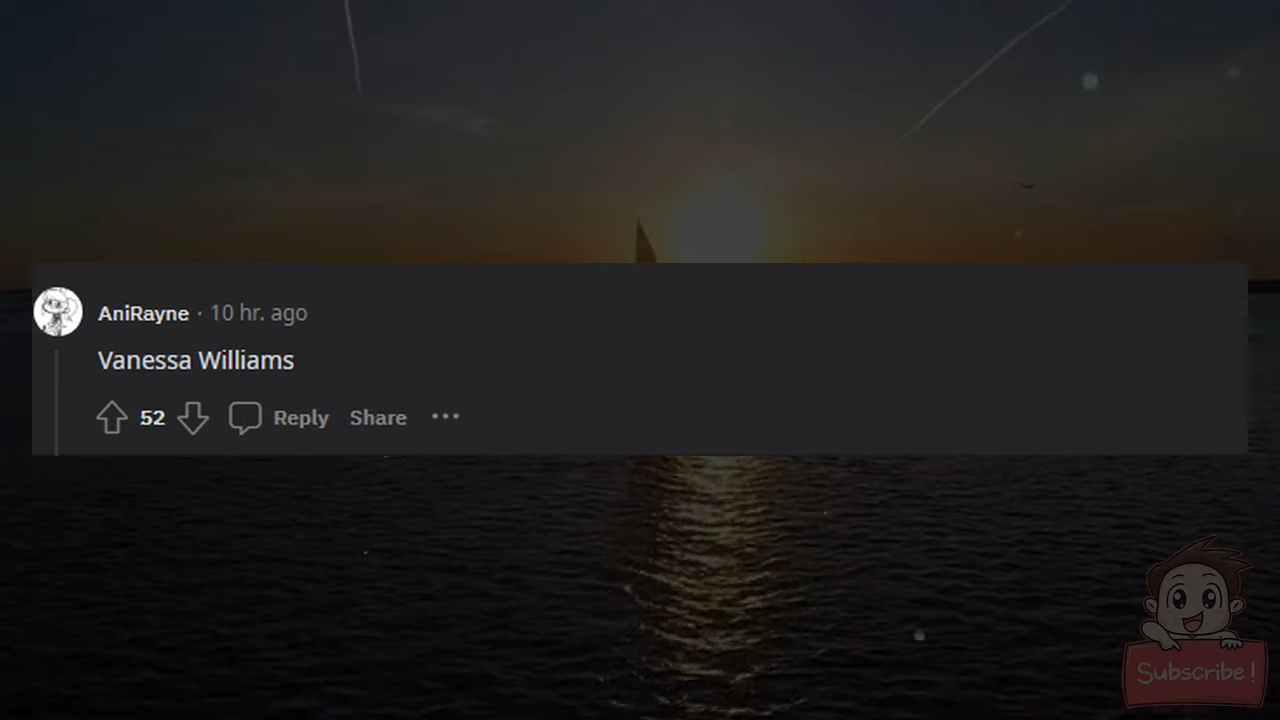 AniRayne · 10 hr. ago
Vanessa Williams
52 Reply Share ...
Subscribe!